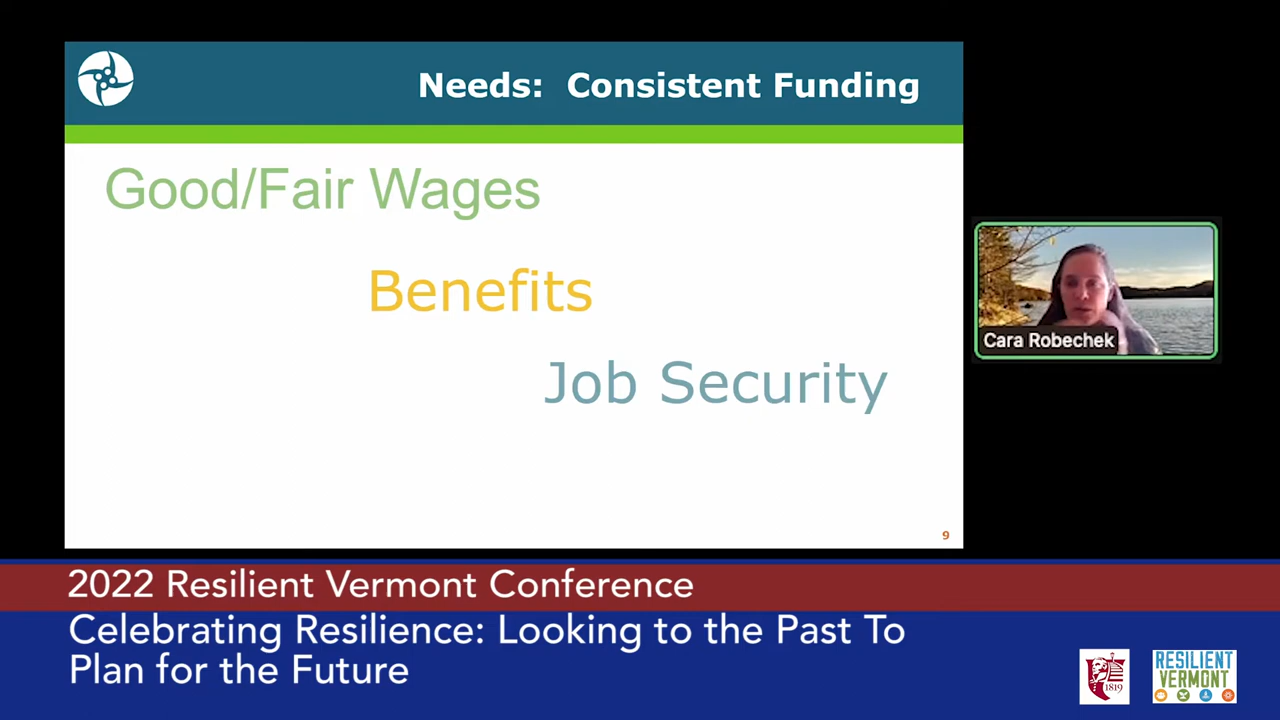 Needs: Consistent Funding
Good/Fair Wages
Benefits
Job Security
9
Cara Robechek
2022 Resilient Vermont Conference
Celebrating Resilience: Looking to the Past To
Plan for the Future
1819
RESILIENT
VERMONT